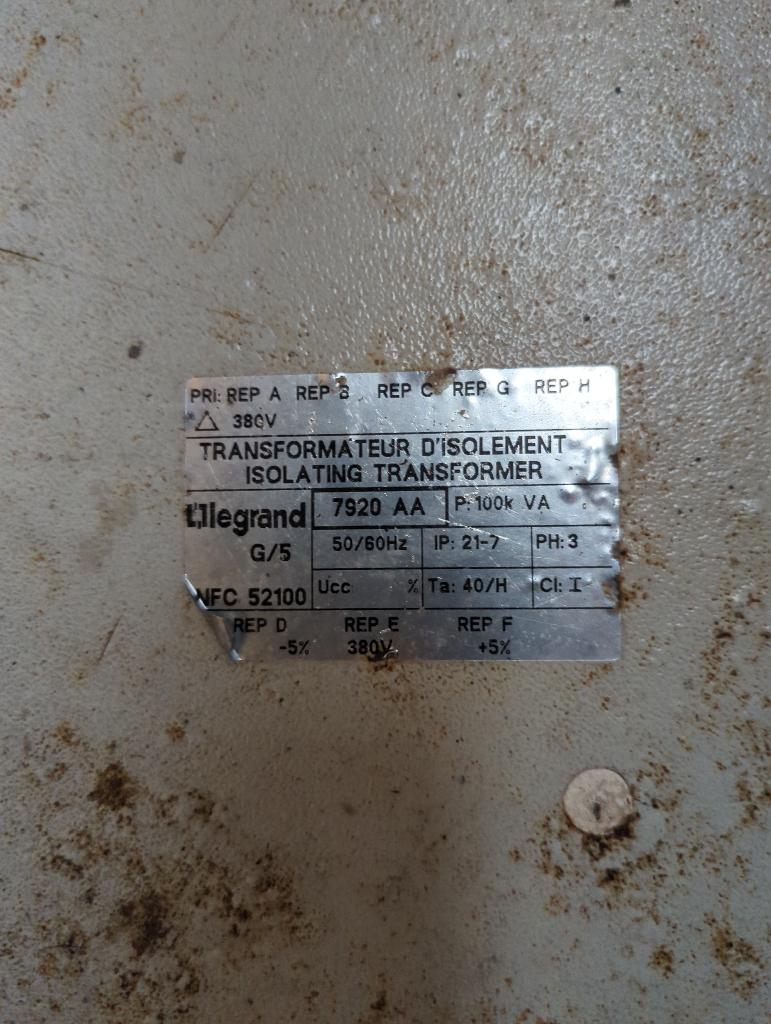 PRI: REP A REP B REP C REP G REP H
△ 380V
TRANSFORMATEUR D'ISOLEMENT
ISOLATING TRANSFORMER
legrand
7920 AA
P: 100k VA
G/5
50/60Hz
IP: 21-7
PH: 3
NFC 52100
Ucc %
Ta: 40/H
Cl: I
REP D REP E REP F
-5% 380V +5%